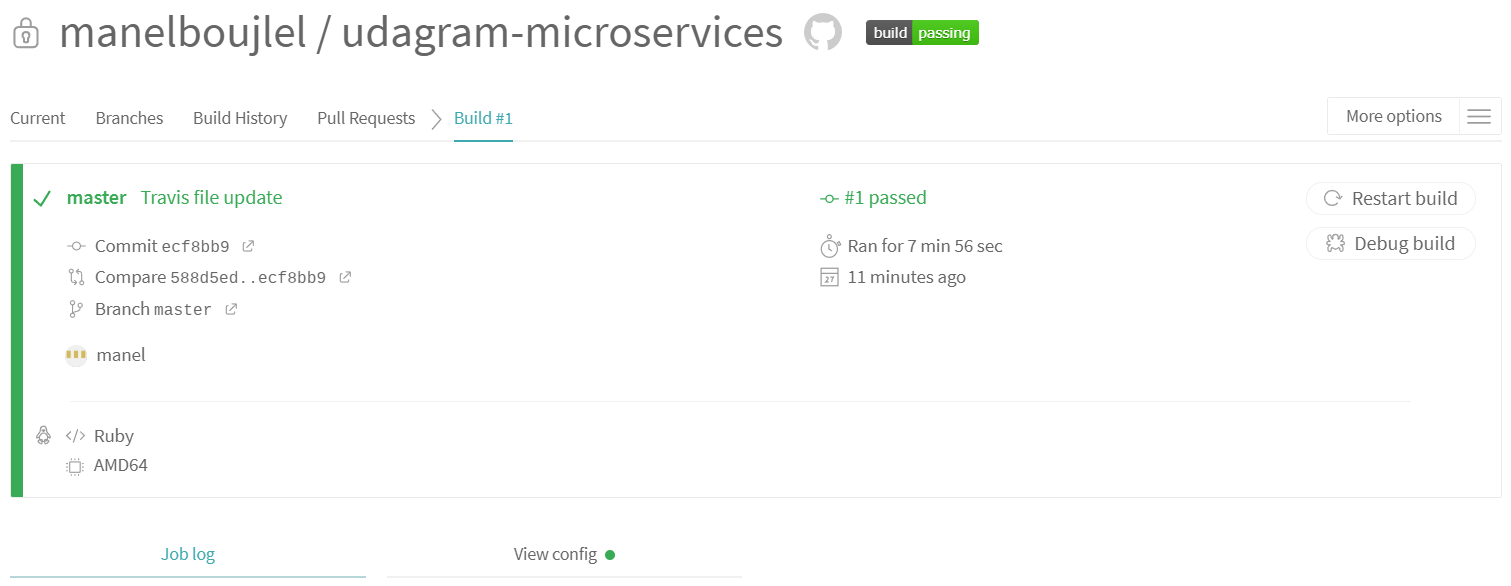 manelboujlel / udagram-microservices build passing
Current Branches Build History Pull Requests Build #1 More options
master Travis file update #1 passed Restart build
Commit ecf8bb9 Ran for 7 min 56 sec Debug build
Compare 588d5ed..ecf8bb9 11 minutes ago
Branch master
manel
</> Ruby
AMD64
Job log View config